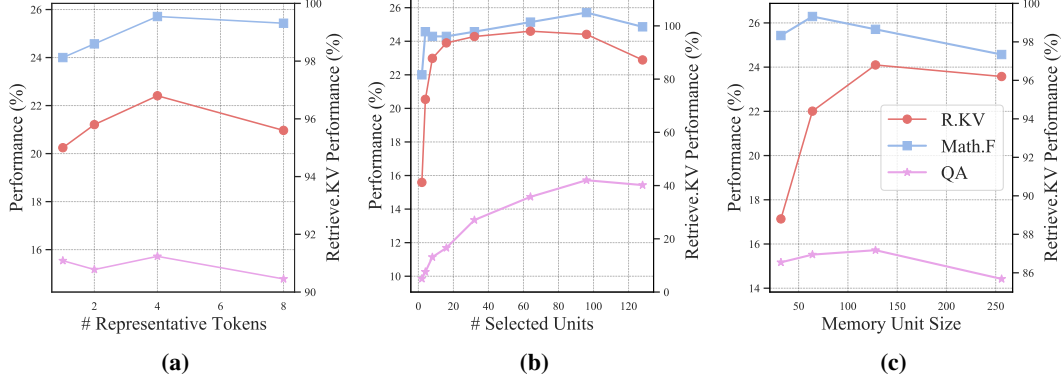 26
24
22
20
18
16
Performance (%)
100
98
96
94
92
90
Retrieve.KV Performance (%)
2 4 6 8
# Representative Tokens
(a)
26
24
22
20
18
16
14
12
10
Performance (%)
100
80
60
40
20
0
Retrieve.KV Performance (%)
0 20 40 60 80 100 120
# Selected Units
(b)
26
24
22
20
18
16
14
Performance (%)
100
98
96
94
92
90
88
86
Retrieve.KV Performance (%)
R.KV
Math.F
QA
50 100 150 200 250
Memory Unit Size
(c)